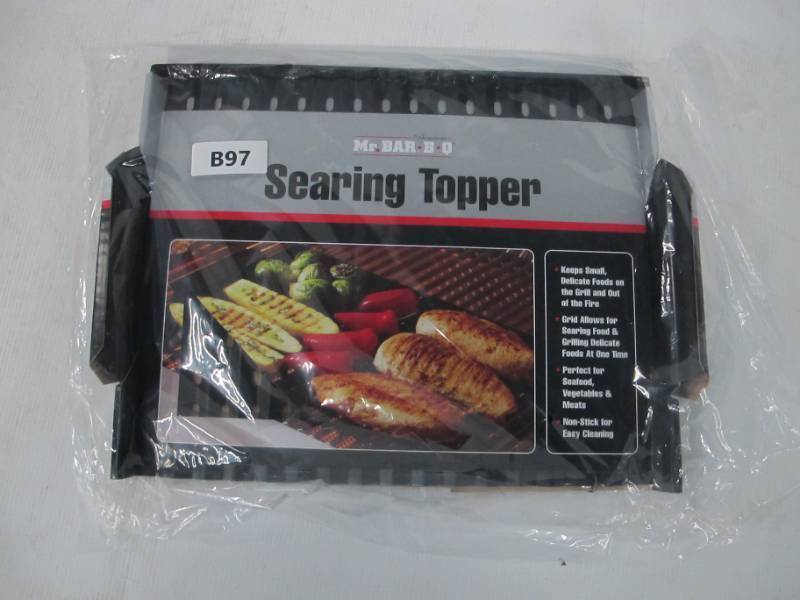 B97
Mr. BAR·B·Q
Searing Topper
Keeps Small,
Delicate Foods on
the Grill and Out
of the Fire
Grid Allows for
Searing Food &
Grilling Delicate
Foods At One Time
Perfect for
Seafood,
Vegetables &
Meats
Non-Stick for
Easy Cleaning